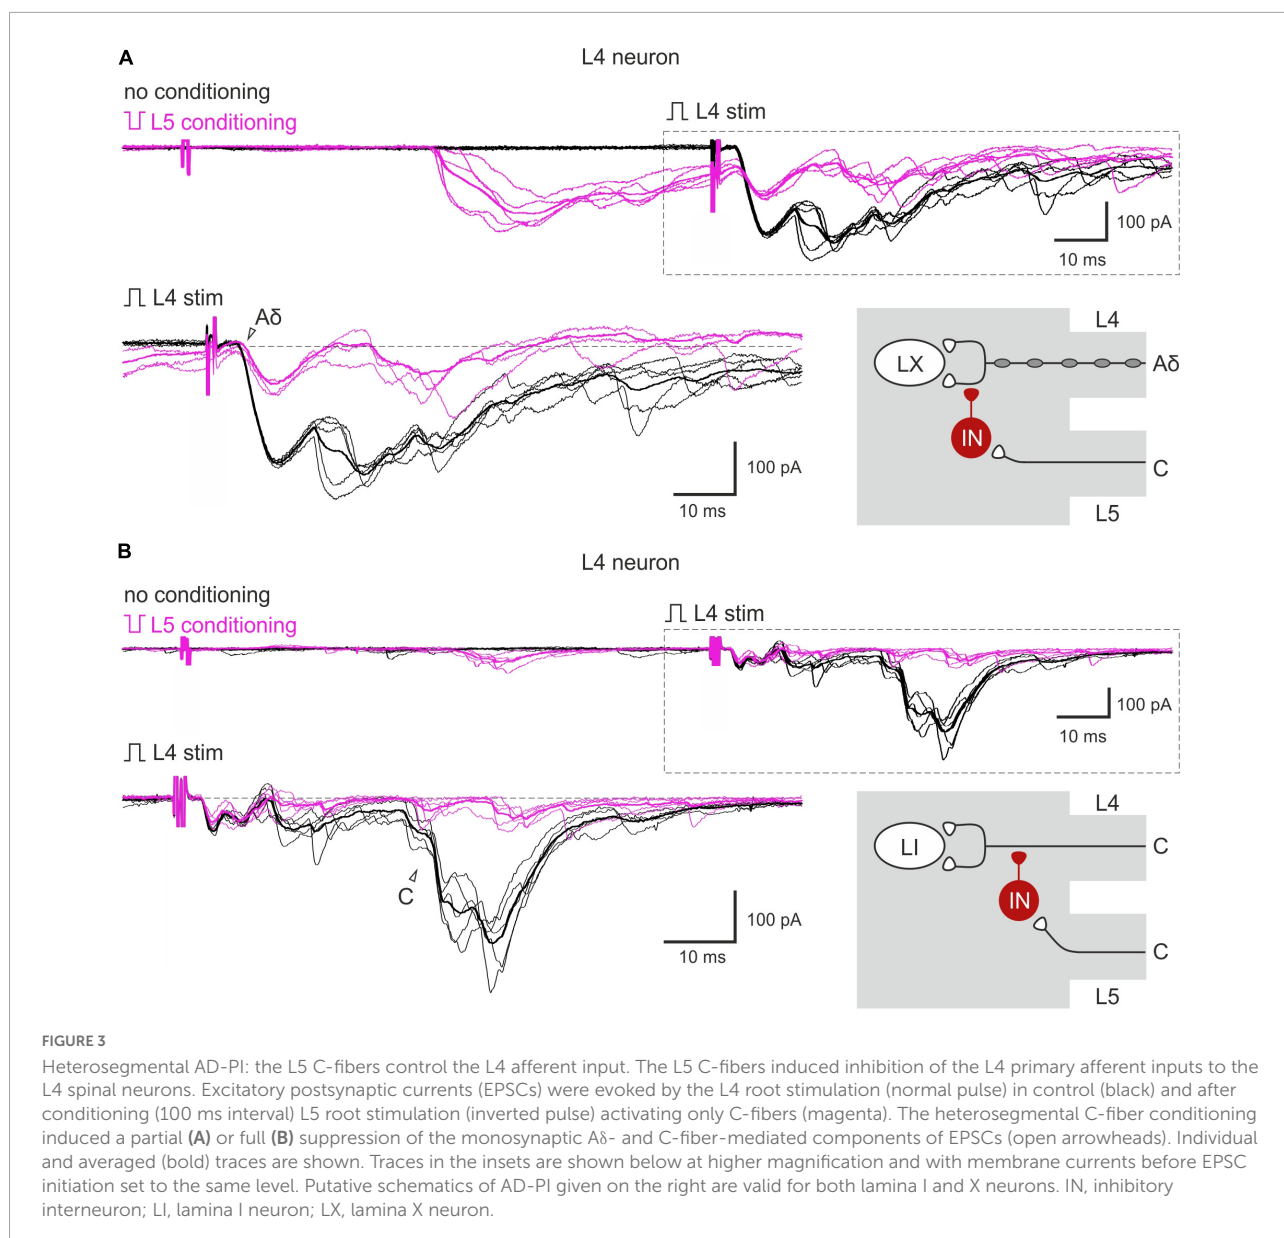 A
L4 neuron
no conditioning
L5 conditioning
L4 stim
100 pA
10 ms
L4 stim
Aδ
100 pA
10 ms
L4
LX
Aδ
IN
C
L5
B
L4 neuron
no conditioning
L5 conditioning
L4 stim
100 pA
10 ms
L4 stim
C
100 pA
10 ms
L4
LI
C
IN
C
L5
FIGURE 3
Heterosegmental AD-PI: the L5 C-fibers control the L4 afferent input. The L5 C-fibers induced inhibition of the L4 primary afferent inputs to the
L4 spinal neurons. Excitatory postsynaptic currents (EPSCs) were evoked by the L4 root stimulation (normal pulse) in control (black) and after
conditioning (100 ms interval) L5 root stimulation (inverted pulse) activating only C-fibers (magenta). The heterosegmental C-fiber conditioning
induced a partial (A) or full (B) suppression of the monosynaptic Aδ- and C-fiber-mediated components of EPSCs (open arrowheads). Individual
and averaged (bold) traces are shown. Traces in the insets are shown below at higher magnification and with membrane currents before EPSC
initiation set to the same level. Putative schematics of AD-PI given on the right are valid for both lamina I and X neurons. IN, inhibitory
interneuron; LI, lamina I neuron; LX, lamina X neuron.